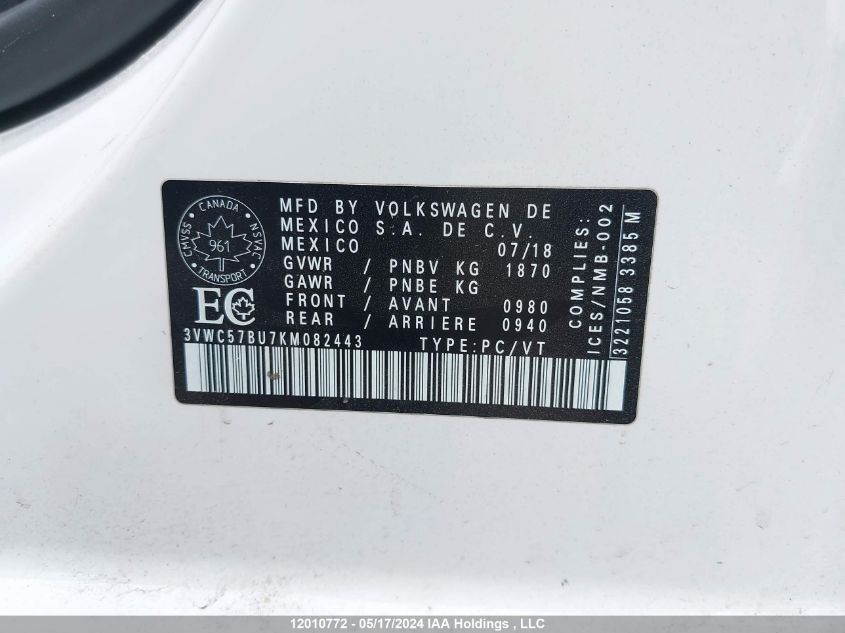 CANADA
CMVSS
NSVAC
961
TRANSPORT
MFD BY VOLKSWAGEN DE
MEXICO S.A. DE C.V.
MEXICO 07/18
GVWR / PNBV KG 1870
GAWR / PNBE KG
FRONT / AVANT 0980
REAR / ARRIERE 0940
EC
3VWC57BU7KM082443 TYPE:PC/VT
COMPLIES:
ICES/NMB-002
3221058 3385M
12010772 - 05/17/2024 IAA Holdings , LLC